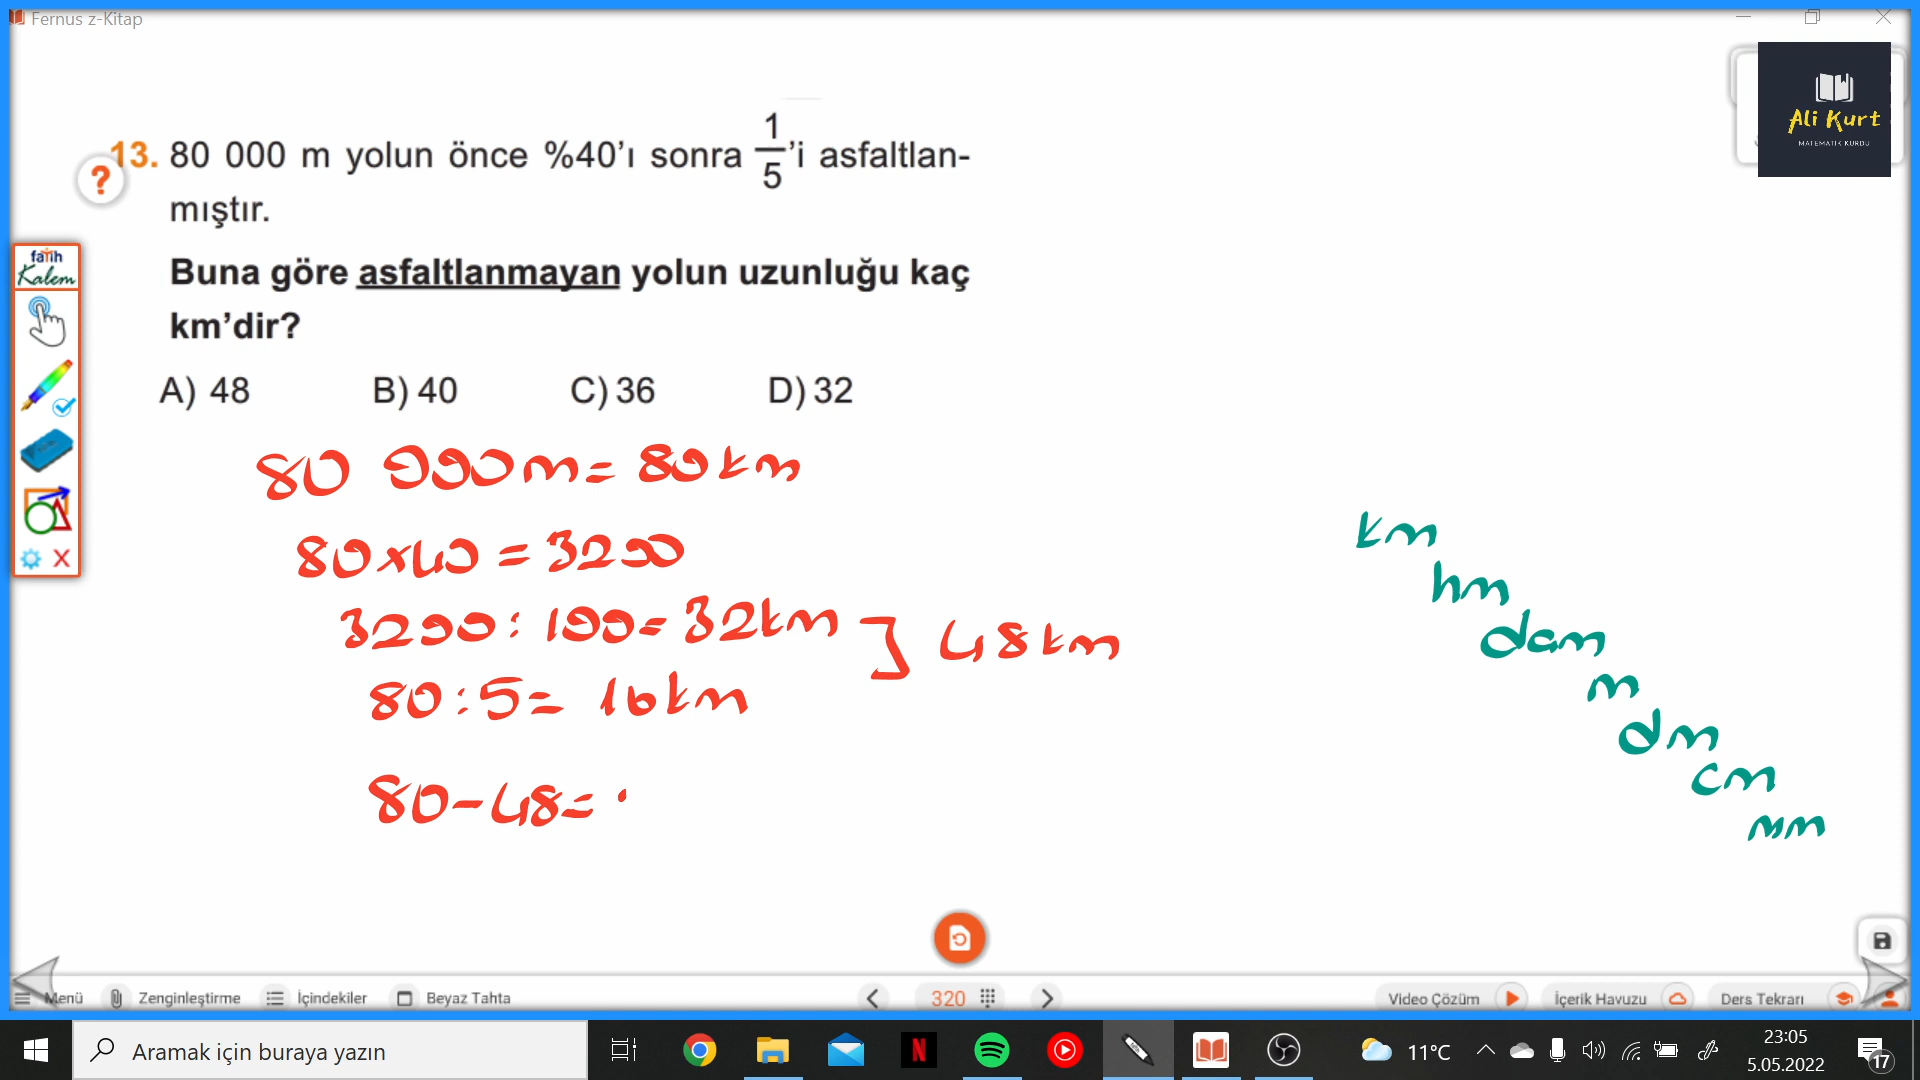 Fernus z-Kitap
Ali Kurt
MATEMATİK KURDU
13. 80 000 m yolun önce %40'ı sonra 1/5'i asfaltlan-
mıştır.
Buna göre asfaltlanmayan yolun uzunluğu kaç
km'dir?
A) 48 B) 40 C) 36 D) 32
fatih
Kalem
80 000m = 80km
80x40 = 3200
3200 : 100 = 32km ] 48km
80 : 5 = 16km
80-48=
km
hm
dam
m
dm
cm
mm
Menü Zenginleştirme İçindekiler Beyaz Tahta 320 Video Çözüm İçerik Havuzu Ders Tekrarı
Aramak için buraya yazın
N
11°C
23:05
5.05.2022
17